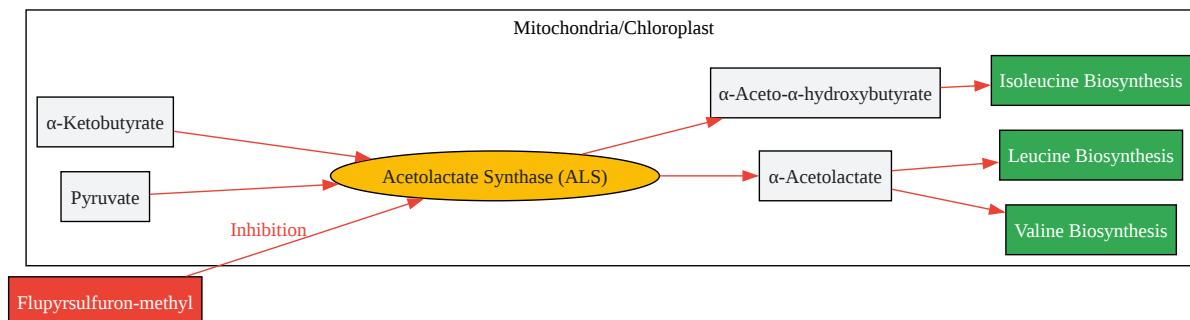 Mitochondria/Chloroplast
α-Ketobutyrate
Pyruvate
Inhibition
Flupyrsulfuron-methyl
Acetolactate Synthase (ALS)
α-Aceto-α-hydroxybutyrate
α-Acetolactate
Isoleucine Biosynthesis
Leucine Biosynthesis
Valine Biosynthesis